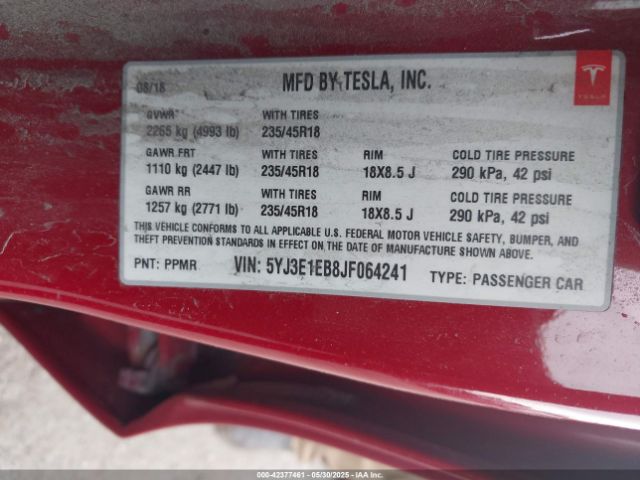 08/18 MFD BY TESLA, INC.
TESLA
GVWR WITH TIRES
2265 kg (4993 lb) 235/45R18
GAWR FRT WITH TIRES RIM COLD TIRE PRESSURE
1110 kg (2447 lb) 235/45R18 18X8.5 J 290 kPa, 42 psi
GAWR RR WITH TIRES RIM COLD TIRE PRESSURE
1257 kg (2771 lb) 235/45R18 18X8.5 J 290 kPa, 42 psi
THIS VEHICLE CONFORMS TO ALL APPLICABLE U.S. FEDERAL MOTOR VEHICLE SAFETY, BUMPER, AND
THEFT PREVENTION STANDARDS IN EFFECT ON THE DATE OF MANUFACTURE SHOWN ABOVE.
PNT: PPMR VIN: 5YJ3E1EB8JF064241 TYPE: PASSENGER CAR
000-42377461 - 05/30/2025 - IAAI.COM